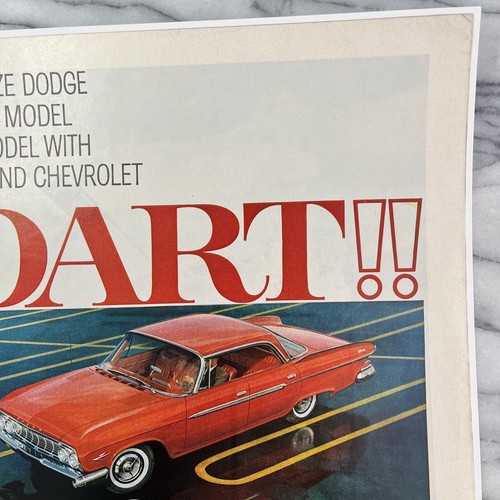 ZE DODGE
MODEL
ODEL WITH
ND CHEVROLET
DART!!